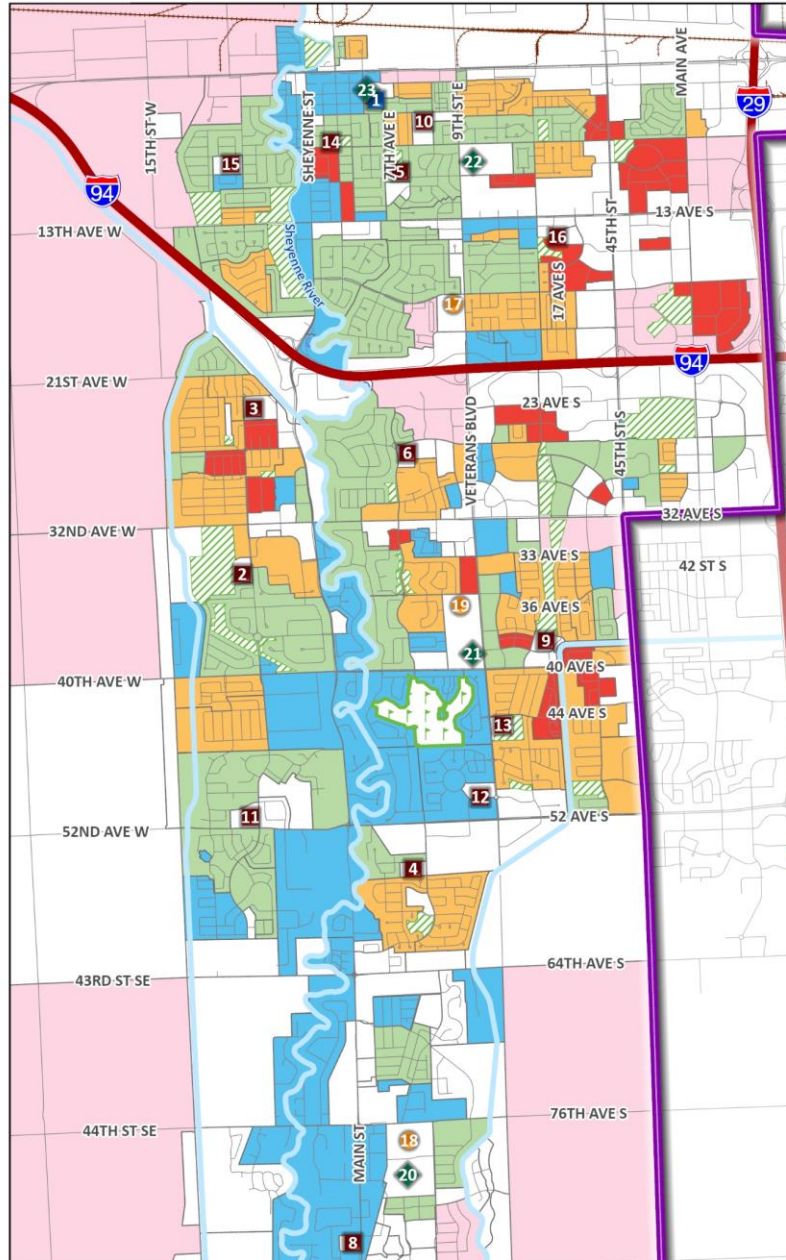 MAIN AVE
29
23
1
9TH ST E
7TH AVE E
SHEYENNE ST
15TH ST W
10
14
15
5
22
94
45TH ST
13 AVE S
13TH AVE W
16
Sheyenne River
17 AVE S
17
94
21ST AVE W
3
23 AVE S
VETERANS BLVD
45TH ST S
6
32 AVE S
32ND AVE W
33 AVE S
42 ST S
2
36 AVE S
19
9
21
40 AVE S
40TH AVE W
44 AVE S
13
12
11
52 AVE S
52ND AVE W
4
64TH AVE S
43RD ST SE
76TH AVE S
44TH ST SE
18
MAIN ST
20
8